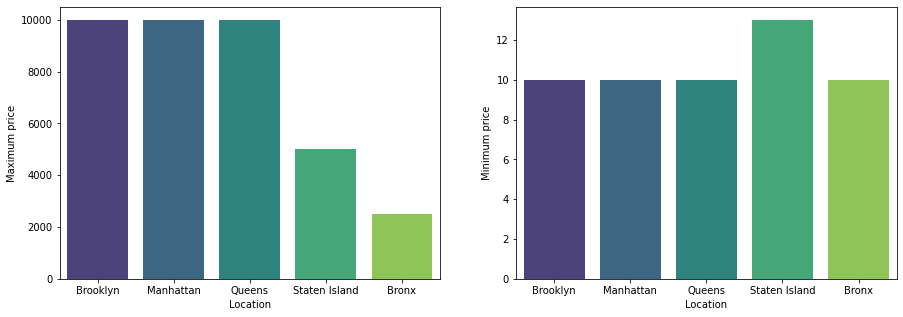 Maximum price
10000
8000
6000
4000
2000
0
Brooklyn Manhattan Queens Staten Island Bronx
Location
Minimum price
12
10
8
6
4
2
0
Brooklyn Manhattan Queens Staten Island Bronx
Location